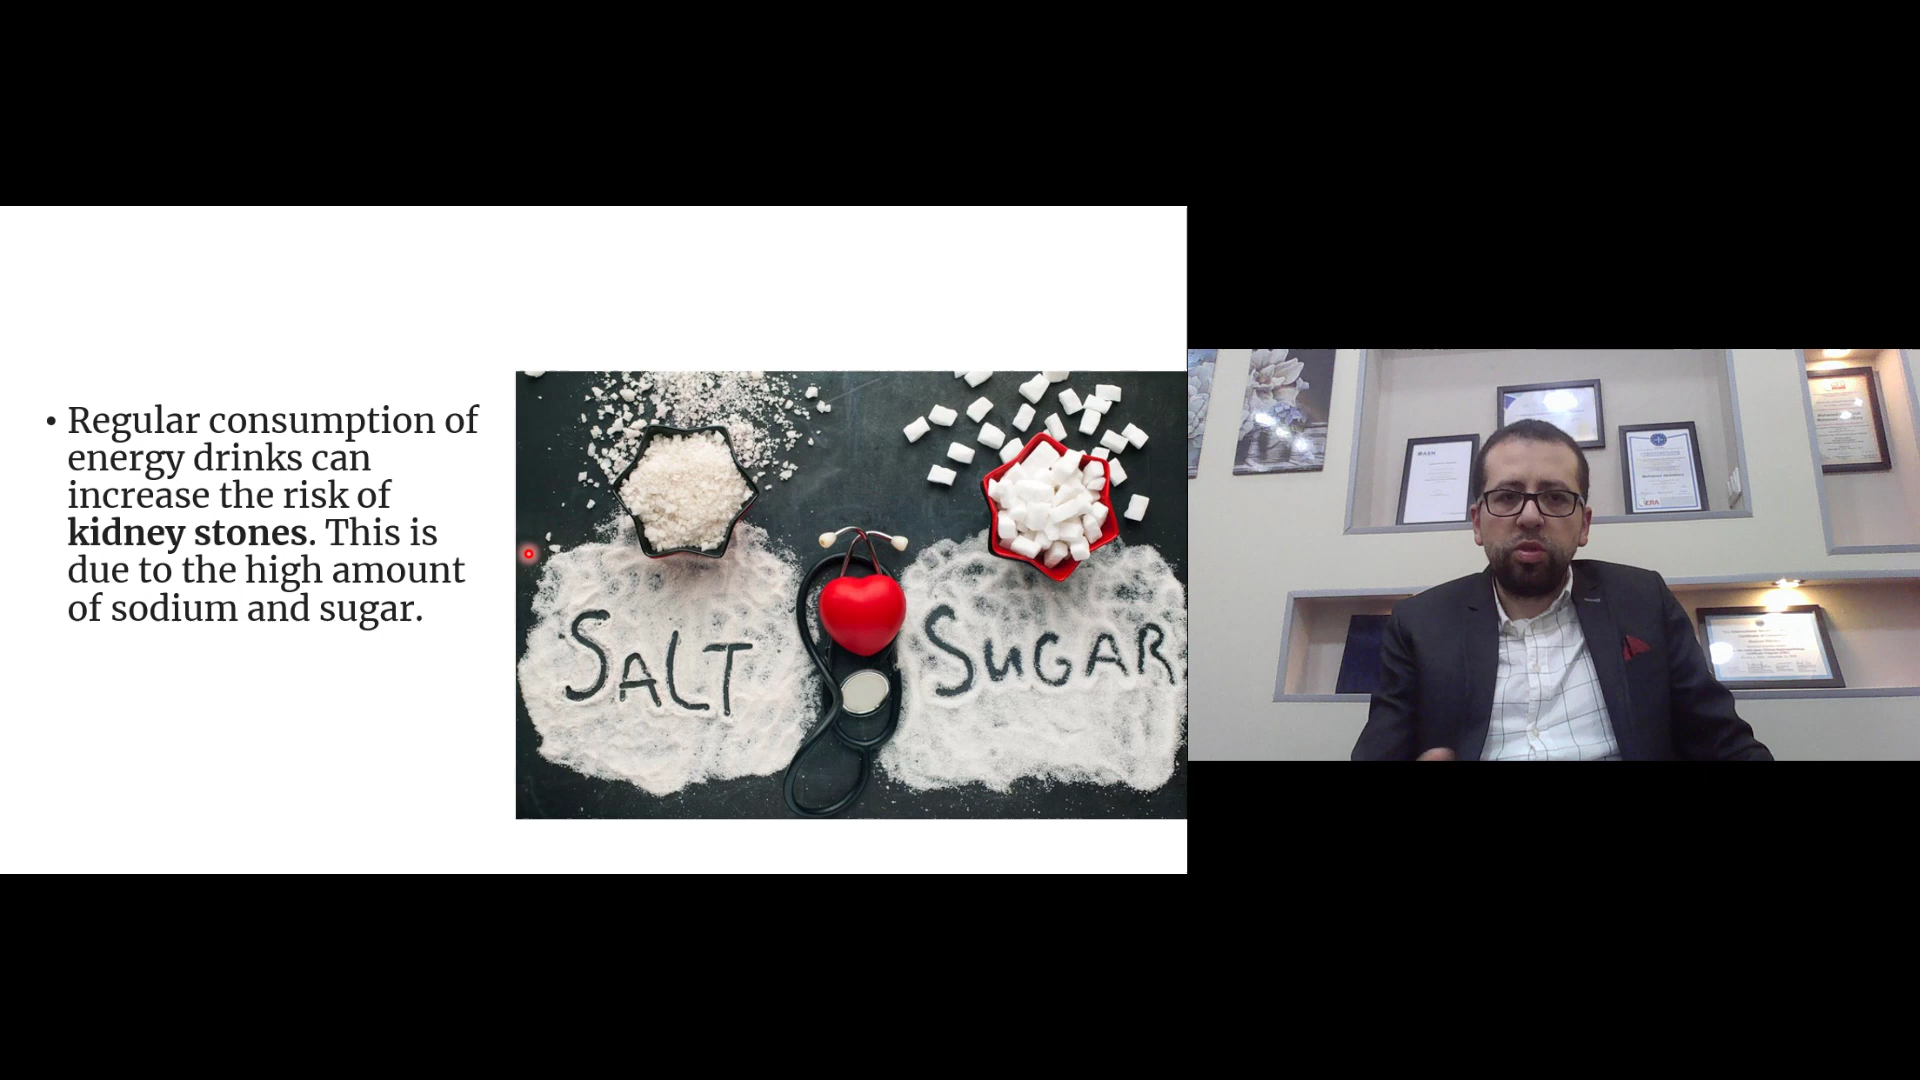 • Regular consumption of
energy drinks can
increase the risk of
kidney stones. This is
due to the high amount
of sodium and sugar.
SALT
SUGAR
ERA